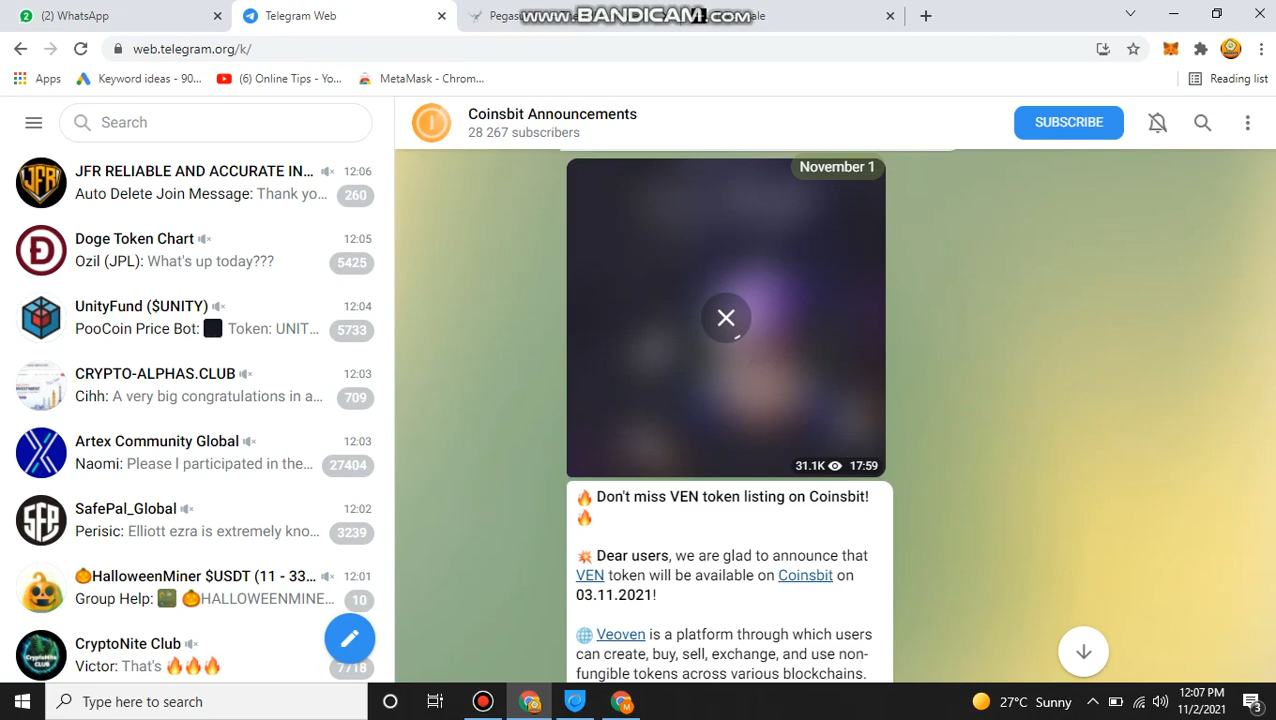 (2) WhatsApp
Telegram Web
Pegas
www.BANDICAM.com
ale
web.telegram.org/k/
Apps
Keyword ideas - 90...
(6) Online Tips - Yo...
MetaMask - Chrom...
Reading list
Search
Coinsbit Announcements
28 267 subscribers
SUBSCRIBE
JFR RELIABLE AND ACCURATE IN...
12:06
Auto Delete Join Message: Thank yo...
260
Doge Token Chart
12:05
Ozil (JPL): What's up today???
5425
UnityFund ($UNITY)
12:04
PooCoin Price Bot: Token: UNIT...
5733
CRYPTO-ALPHAS.CLUB
12:03
Cihh: A very big congratulations in a...
709
Artex Community Global
12:03
Naomi: Please I participated in the...
27404
SafePal_Global
12:02
Perisic: Elliott ezra is extremely kno...
3239
🎃HalloweenMiner $USDT (11 - 33...
12:01
Group Help: 🎃HALLOWEENMINE...
10
CryptoNite Club
Victor: That's 🔥🔥🔥
7718
November 1
31.1K 17:59
🔥 Don't miss VEN token listing on Coinsbit!
🔥
💥 Dear users, we are glad to announce that
VEN token will be available on Coinsbit on
03.11.2021!
🌐 Veoven is a platform through which users
can create, buy, sell, exchange, and use non-
fungible tokens across various blockchains.
Type here to search
27°C Sunny
12:07 PM
11/2/2021
3